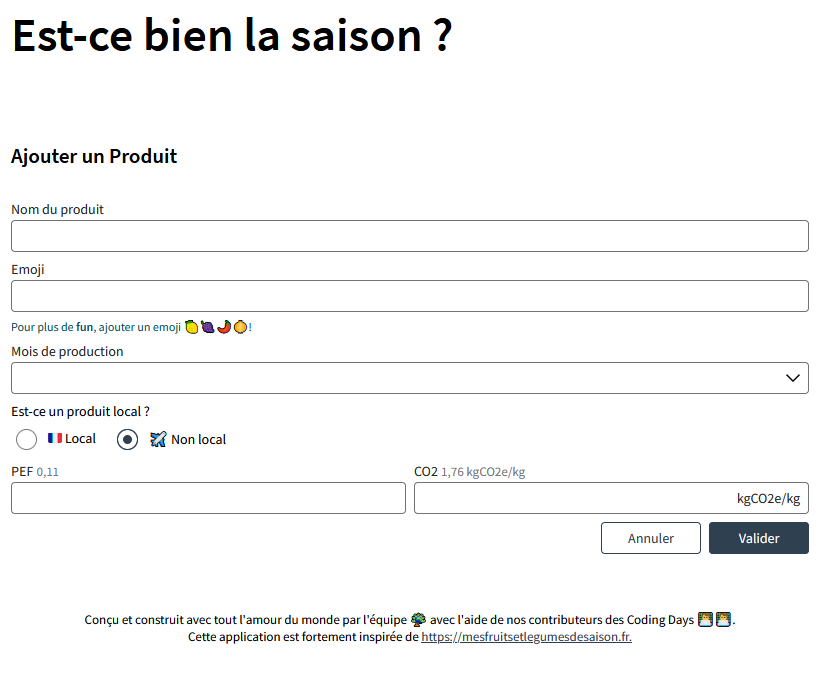 Est-ce bien la saison ?
Ajouter un Produit
Nom du produit
Emoji
Pour plus de fun, ajouter un emoji 🍋🍇🌶️🧅!
Mois de production
Est-ce un produit local ?
🇫🇷 Local ✈️ Non local
PEF 0,11 CO2 1,76 kgCO2e/kg
kgCO2e/kg
Annuler Valider
Conçu et construit avec tout l'amour du monde par l'équipe 🌳 avec l'aide de nos contributeurs des Coding Days 👨‍💻👨‍💻.
Cette application est fortement inspirée de https://mesfruitsetlegumesdesaison.fr.